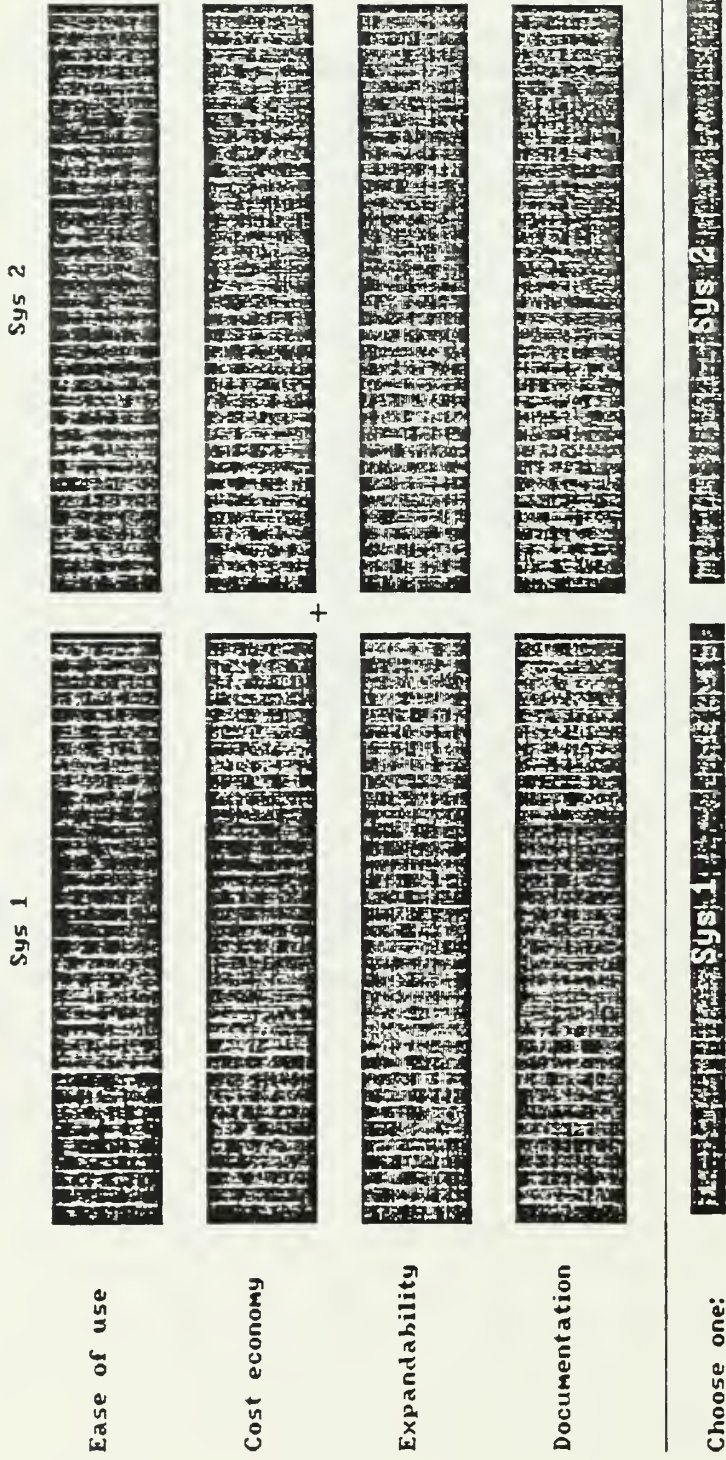 Sys 1 Sys 2
Ease of use
Cost economy
+
Expandability
Documentation
Choose one: Sys 1 Sys 2